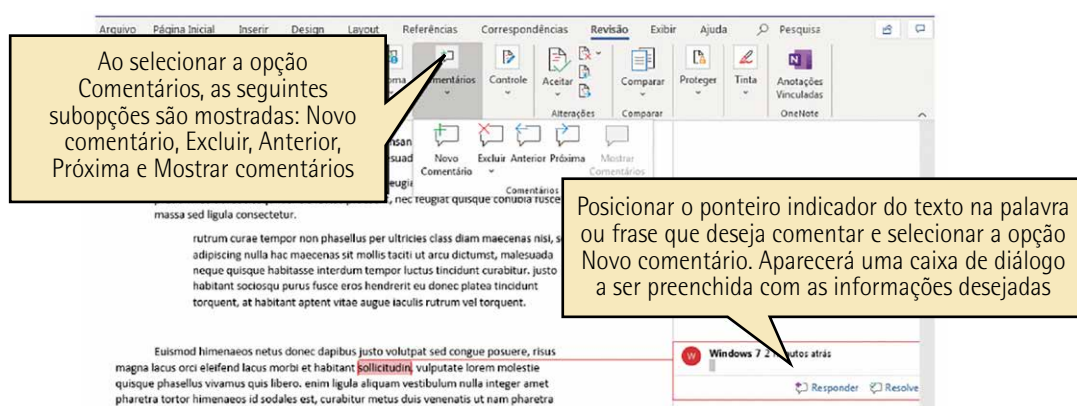 Arquivo Página Inicial Inserir Design Layout Referências Correspondências Revisão Exibir Ajuda Pesquisa
Ao selecionar a opção
Comentários, as seguintes
subopções são mostradas: Novo
comentário, Excluir, Anterior,
Próxima e Mostrar comentários
Controle Aceitar Comparar Proteger Tinta Anotações
Vinculadas
Alterações Comparar OneNote
Novo Excluir Anterior Próxima Mostrar
Comentário Comentários
Comentários
nec feugiat quisque conubia fusce
massa sed ligula consectetur.
Posicionar o ponteiro indicador do texto na palavra
ou frase que deseja comentar e selecionar a opção
Novo comentário. Aparecerá uma caixa de diálogo
a ser preenchida com as informações desejadas
rutrum curae tempor non phasellus per ultricies class diam maecenas nisi,
adipiscing nulla hac maecenas sit mollis taciti ut arcu dictumst, malesuada
neque quisque habitasse interdum tempor luctus tincidunt curabitur. justo
habitant sociosqu purus fusce eros hendrerit eu donec platea tincidunt
torquent, at habitant aptent vitae augue iaculis rutrum vel torquent.
Euismod himenaeos netus donec dapibus justo volutpat sed congue posuere, risus
magna lacus orci eleifend lacus morbi et habitant sollicitudin, vulputate lorem molestie
quisque phasellus vivamus quis libero. enim ligula aliquam vestibulum nulla integer amet
pharetra tortor himenaeos id sodales est, curabitur metus duis venenatis ut nam pharetra
W Windows 7 2 minutos atrás
Responder Resolve